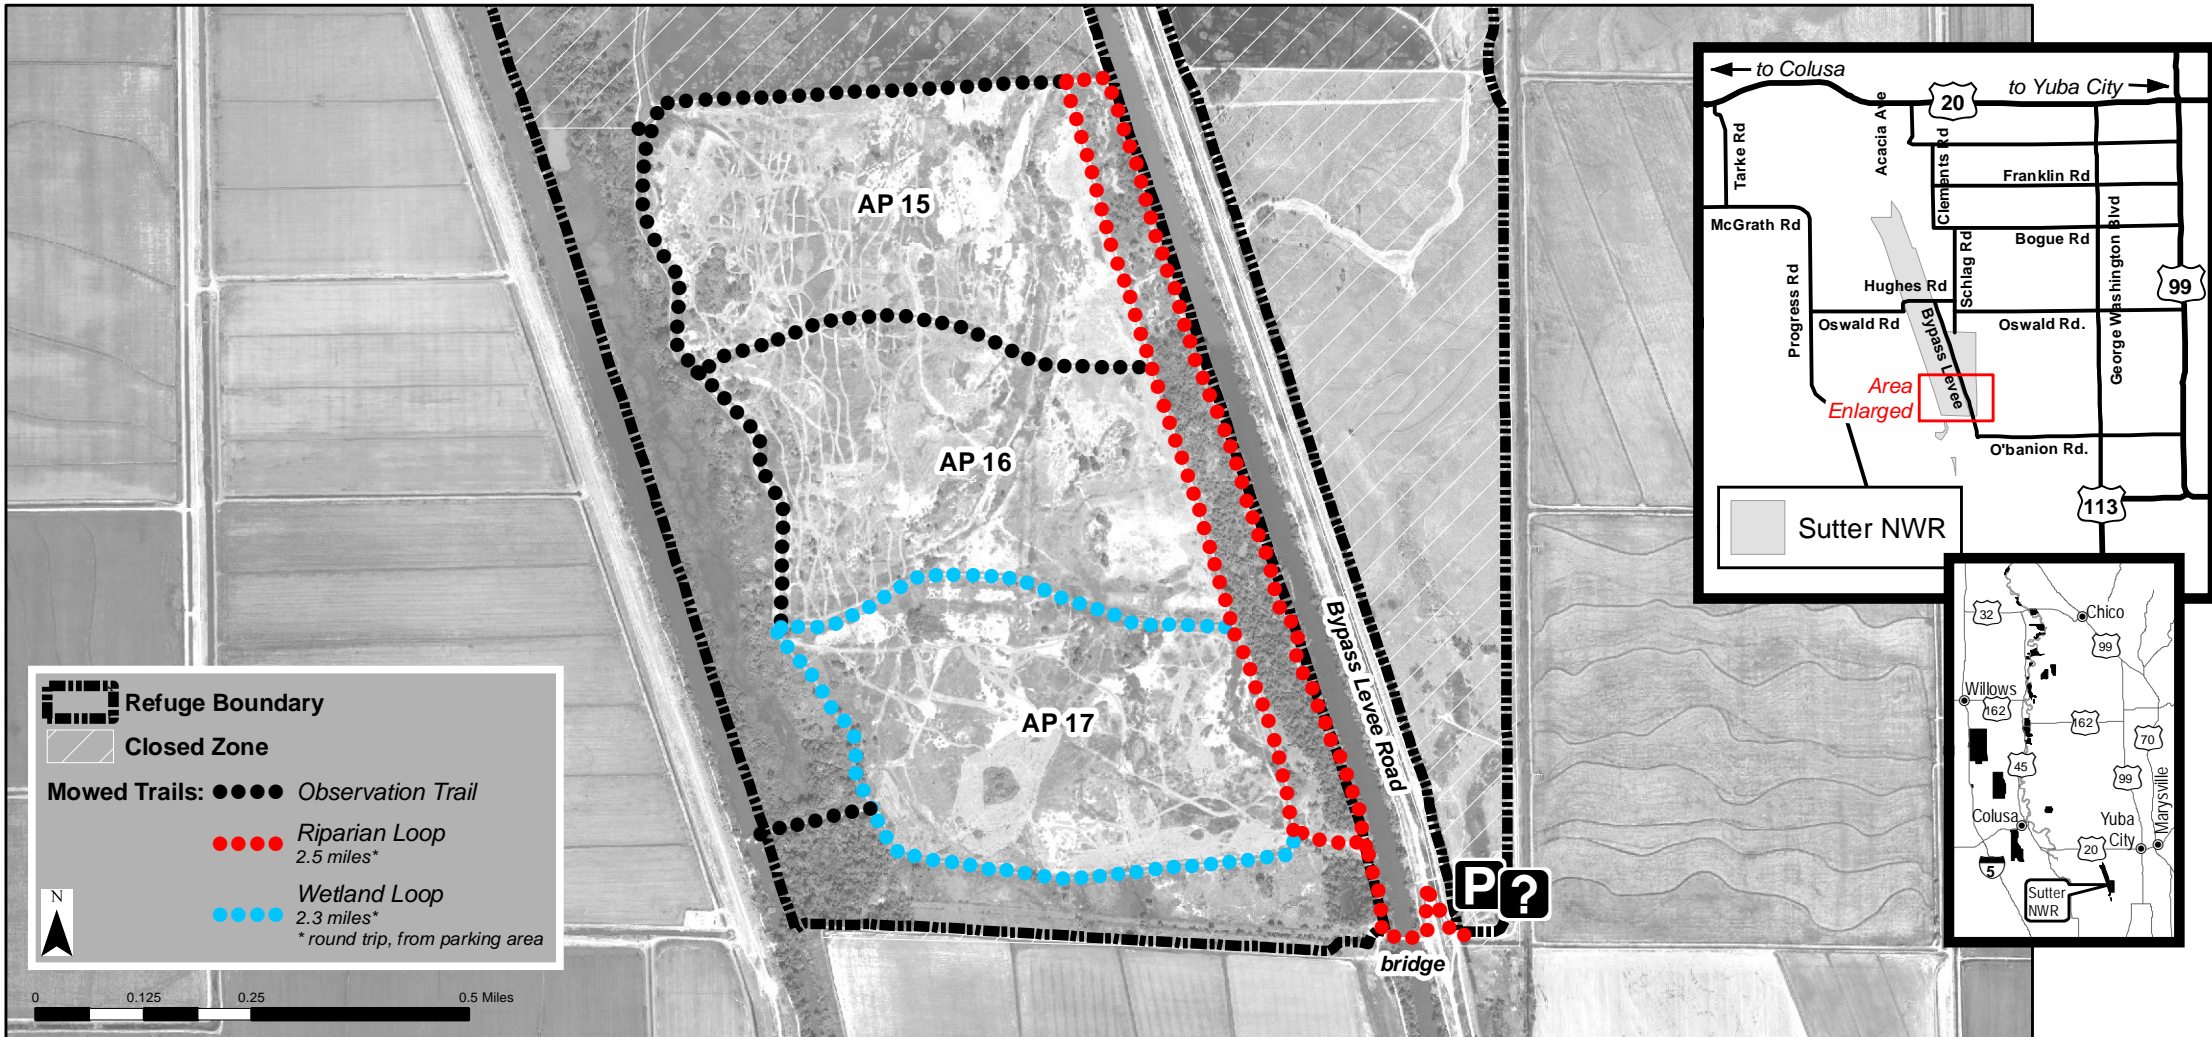 AP 15
AP 16
AP 17
Bypass Levee Road
bridge
P
?
Refuge Boundary
Closed Zone
Mowed Trails:
Observation Trail
Riparian Loop
2.5 miles*
Wetland Loop
2.3 miles*
* round trip, from parking area
N
0 0.125 0.25 0.5 Miles
to Colusa
to Yuba City
20
Acacia Ave
Tarke Rd
Clements Rd
Franklin Rd
McGrath Rd
Bogue Rd
George Washington Blvd
Schlag Rd
Hughes Rd
99
Progress Rd
Oswald Rd
Oswald Rd.
Bypass Levee
Area
Enlarged
O'banion Rd.
113
Sutter NWR
32
Chico
99
Willows
162
162
70
45
99
Colusa
Yuba
City
Marysville
20
5
Sutter
NWR